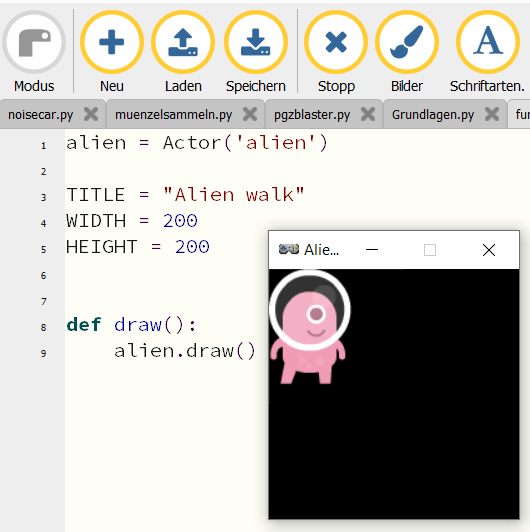 Modus Neu Laden Speichern Stopp Bilder Schriftarten.
noisecar.py muenzelsammeln.py pgzblaster.py Grundlagen.py fur
1 alien = Actor('alien')
2
3 TITLE = "Alien walk"
4 WIDTH = 200
5 HEIGHT = 200
6
7
8 def draw():
9 alien.draw()
Alie...